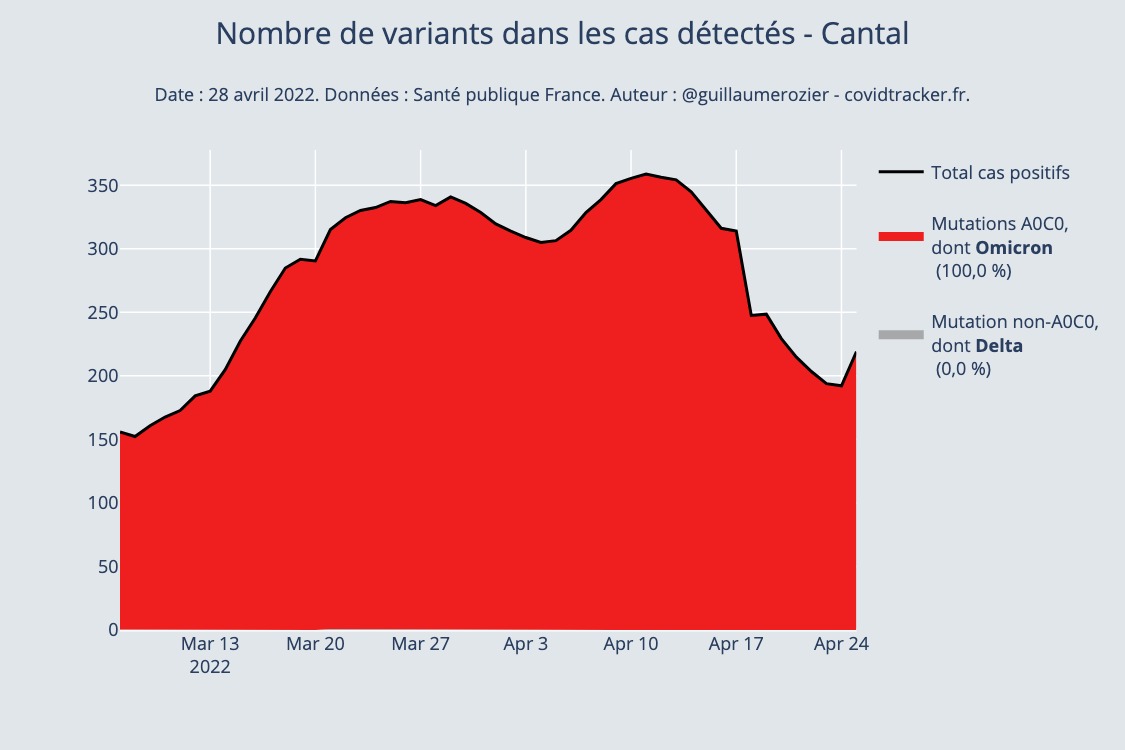 Nombre de variants dans les cas détectés - Cantal
Date : 28 avril 2022. Données : Santé publique France. Auteur : @guillaumerozier - covidtracker.fr.
350
300
250
200
150
100
50
0
Mar 13
2022
Mar 20
Mar 27
Apr 3
Apr 10
Apr 17
Apr 24
Total cas positifs
Mutations A0C0,
dont Omicron
(100,0 %)
Mutation non-A0C0,
dont Delta
(0,0 %)